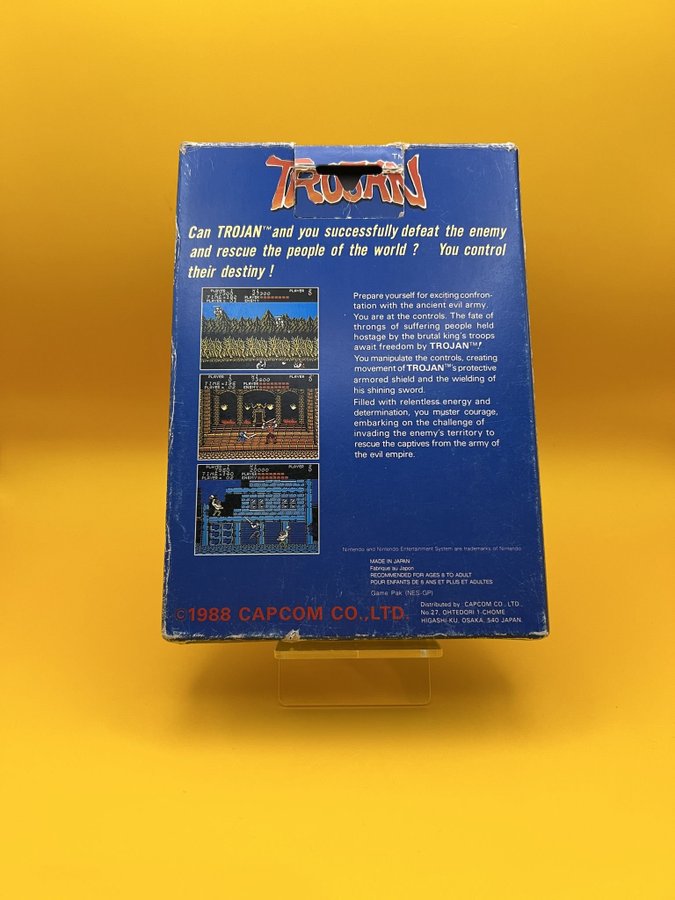 TROJAN™
Can TROJAN™ and you successfully defeat the enemy
and rescue the people of the world ? You control
their destiny !
Prepare yourself for exciting confron-
tation with the ancient evil army.
You are at the controls. The fate of
throngs of suffering people held
hostage by the brutal king's troops
await freedom by TROJAN™!
You manipulate the controls, creating
movement of TROJAN™'s protective
armored shield and the wielding of
his shining sword.
Filled with relentless energy and
determination, you muster courage,
embarking on the challenge of
invading the enemy's territory to
rescue the captives from the army of
the evil empire.
Nintendo and Nintendo Entertainment System are trademarks of Nintendo
MADE IN JAPAN
Fabrique au Japon
RECOMMENDED FOR AGES 8 TO ADULT
POUR ENFANTS DE 8 ANS ET PLUS ET ADULTES
Game Pak (NES-GP)
©1988 CAPCOM CO.,LTD.
Distributed by : CAPCOM CO., LTD.,
No.27, OHTEDORI 1-CHOME
HIGASHI-KU, OSAKA, 540 JAPAN.